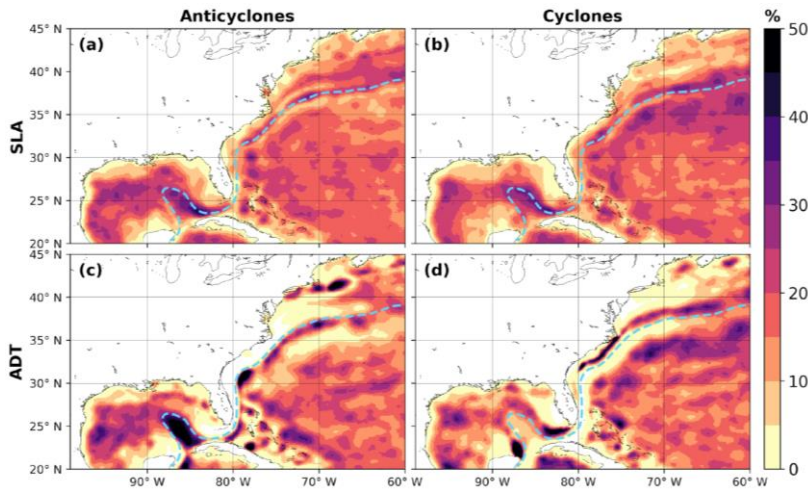 Anticyclones Cyclones %
45° N (a) (b) 50
40° N
35° N 40
SLA
30° N
25° N 30
20° N
45° N (c) (d) 20
40° N
35° N
ADT
30° N 10
25° N
20° N 0
90° W 80° W 70° W 60° W 90° W 80° W 70° W 60° W